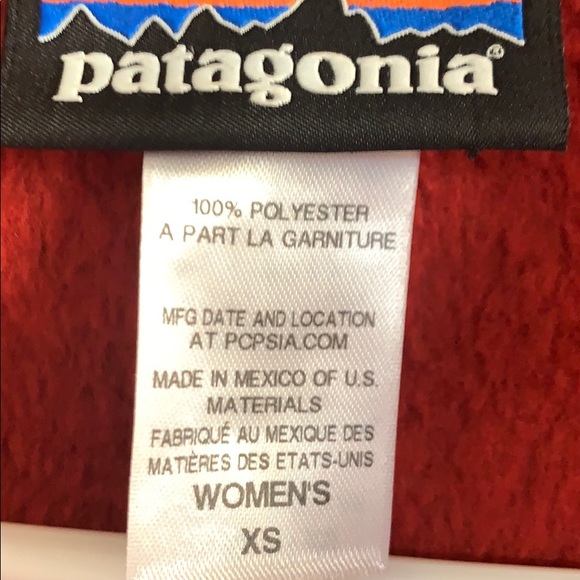 patagonia®
100% POLYESTER
A PART LA GARNITURE
MFG DATE AND LOCATION
AT PCPSIA.COM
MADE IN MEXICO OF U.S.
MATERIALS
FABRIQUÉ AU MEXIQUE DES
MATIÈRES DES ETATS-UNIS
WOMEN'S
XS